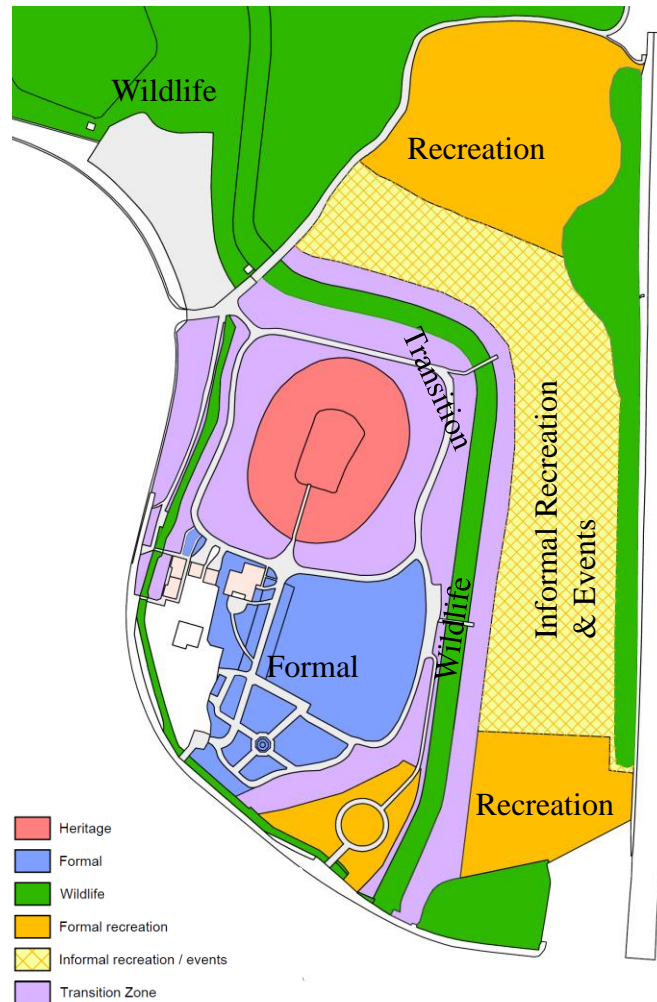 Wildlife
Recreation
Transition
Informal Recreation
& Events
Wildlife
Formal
Recreation
Heritage
Formal
Wildlife
Formal recreation
Informal recreation / events
Transition Zone